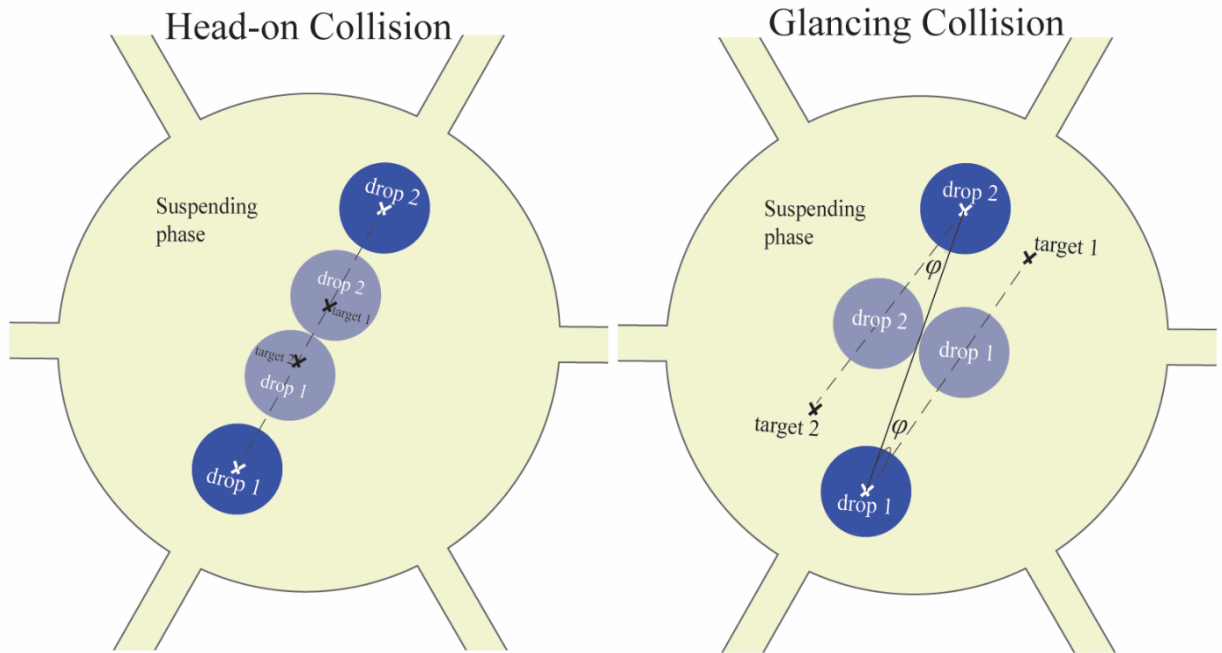 Head-on Collision
drop 2
Suspending
phase
drop 2
target 1
target 2
drop 1
drop 1
Glancing Collision
drop 2
Suspending
phase
target 1
φ
drop 2
drop 1
target 2
φ
drop 1